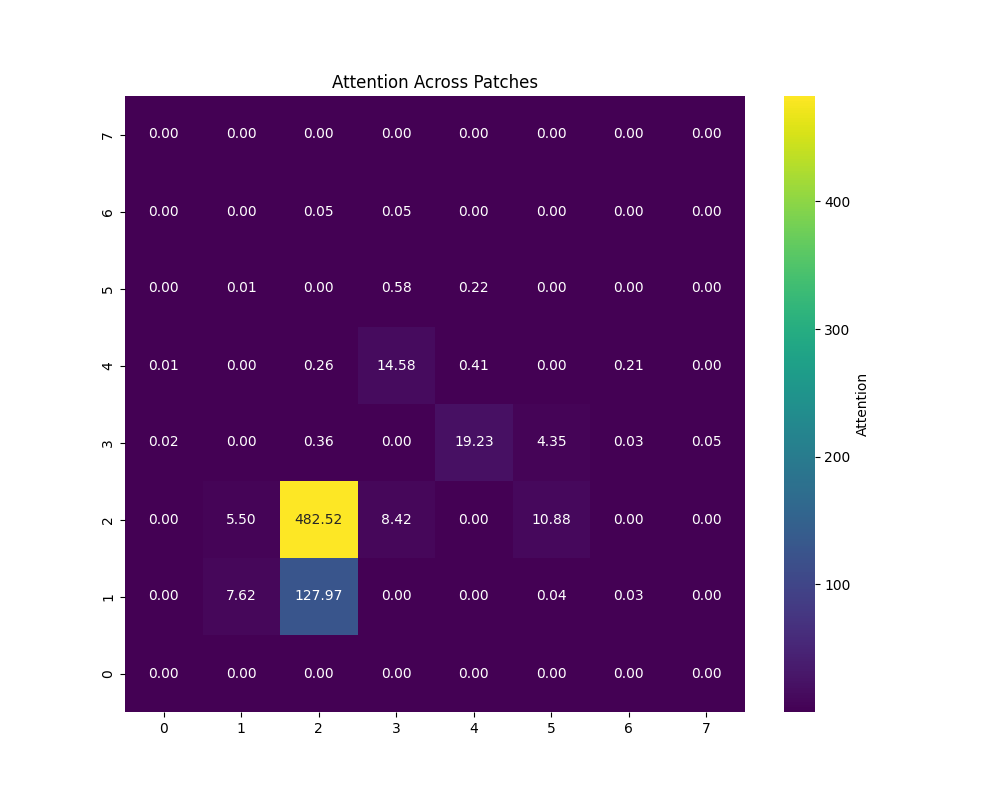 Attention Across Patches
7 0.00 0.00 0.00 0.00 0.00 0.00 0.00 0.00
6 0.00 0.00 0.05 0.05 0.00 0.00 0.00 0.00
5 0.00 0.01 0.00 0.58 0.22 0.00 0.00 0.00
4 0.01 0.00 0.26 14.58 0.41 0.00 0.21 0.00
3 0.02 0.00 0.36 0.00 19.23 4.35 0.03 0.05
2 0.00 5.50 482.52 8.42 0.00 10.88 0.00 0.00
1 0.00 7.62 127.97 0.00 0.00 0.04 0.03 0.00
0 0.00 0.00 0.00 0.00 0.00 0.00 0.00 0.00
0 1 2 3 4 5 6 7
400
300
200
100
Attention